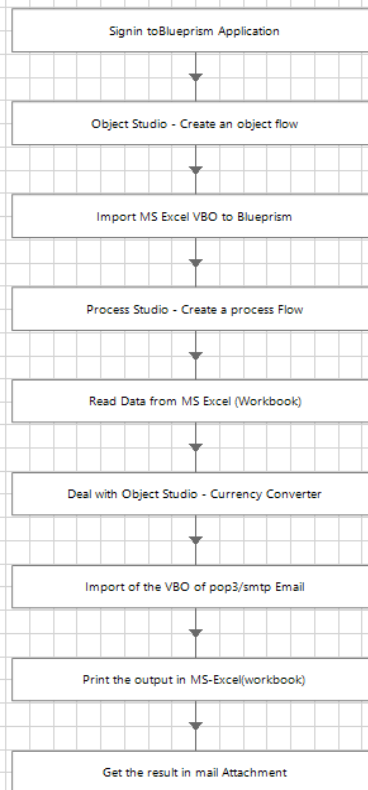 Signin toBlueprism Application
Object Studio - Create an object flow
Import MS Excel VBO to Blueprism
Process Studio - Create a process Flow
Read Data from MS Excel (Workbook)
Deal with Object Studio - Currency Converter
Import of the VBO of pop3/smtp Email
Print the output in MS-Excel(workbook)
Get the result in mail Attachment